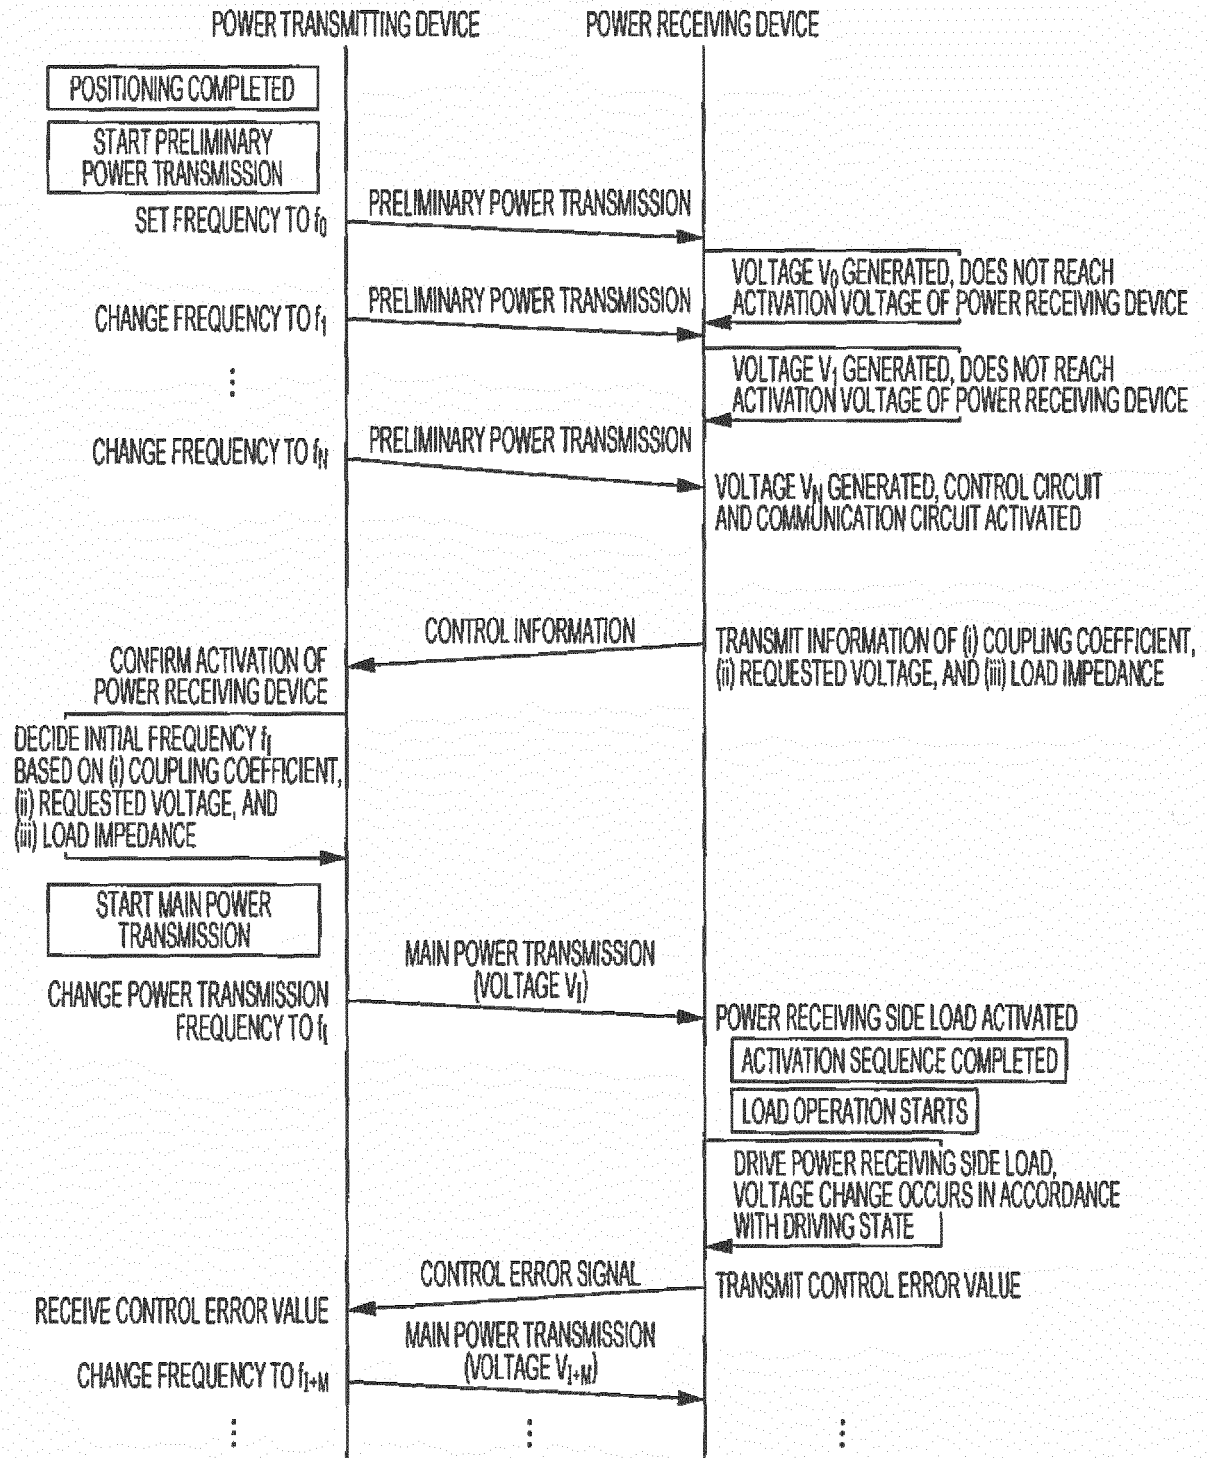 POWER TRANSMITTING DEVICE
POWER RECEIVING DEVICE
POSITIONING COMPLETED
START PRELIMINARY
POWER TRANSMISSION
SET FREQUENCY TO f0
PRELIMINARY POWER TRANSMISSION
VOLTAGE V0 GENERATED, DOES NOT REACH
ACTIVATION VOLTAGE OF POWER RECEIVING DEVICE
CHANGE FREQUENCY TO f1
PRELIMINARY POWER TRANSMISSION
VOLTAGE V1 GENERATED, DOES NOT REACH
ACTIVATION VOLTAGE OF POWER RECEIVING DEVICE
⋮
CHANGE FREQUENCY TO fN
PRELIMINARY POWER TRANSMISSION
VOLTAGE VN GENERATED, CONTROL CIRCUIT
AND COMMUNICATION CIRCUIT ACTIVATED
CONTROL INFORMATION
TRANSMIT INFORMATION OF (i) COUPLING COEFFICIENT,
(ii) REQUESTED VOLTAGE, AND (iii) LOAD IMPEDANCE
CONFIRM ACTIVATION OF
POWER RECEIVING DEVICE
DECIDE INITIAL FREQUENCY fI
BASED ON (i) COUPLING COEFFICIENT,
(ii) REQUESTED VOLTAGE, AND
(iii) LOAD IMPEDANCE
START MAIN POWER
TRANSMISSION
CHANGE POWER TRANSMISSION
FREQUENCY TO fI
MAIN POWER TRANSMISSION
(VOLTAGE VI)
POWER RECEIVING SIDE LOAD ACTIVATED
ACTIVATION SEQUENCE COMPLETED
LOAD OPERATION STARTS
DRIVE POWER RECEIVING SIDE LOAD,
VOLTAGE CHANGE OCCURS IN ACCORDANCE
WITH DRIVING STATE
CONTROL ERROR SIGNAL
TRANSMIT CONTROL ERROR VALUE
RECEIVE CONTROL ERROR VALUE
MAIN POWER TRANSMISSION
(VOLTAGE VI+M)
CHANGE FREQUENCY TO fI+M
⋮ ⋮ ⋮